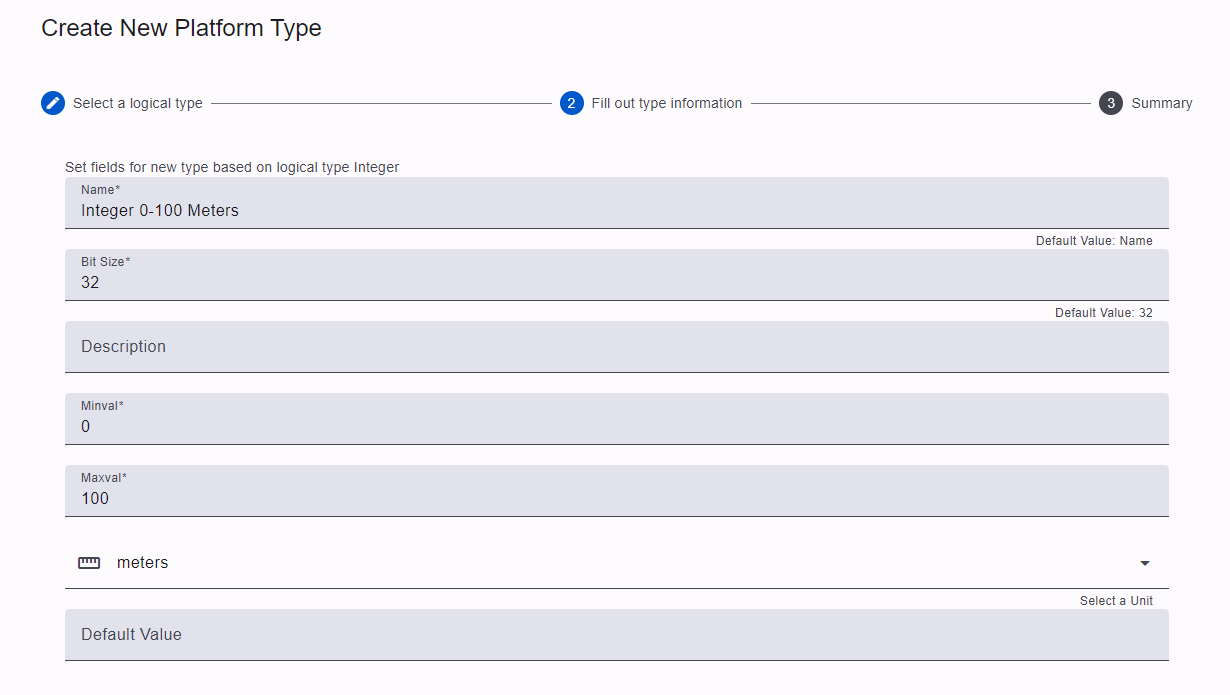 Create New Platform Type
Select a logical type
2 Fill out type information
3 Summary
Set fields for new type based on logical type Integer
Name*
Integer 0-100 Meters
Default Value: Name
Bit Size*
32
Default Value: 32
Description
Minval*
0
Maxval*
100
meters
Select a Unit
Default Value